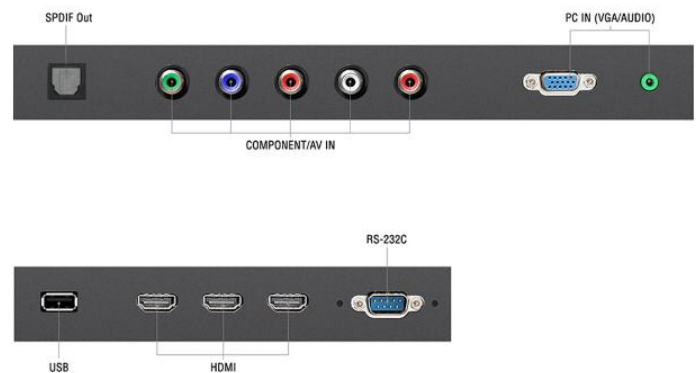 SPDIF Out
PC IN (VGA/AUDIO)
COMPONENT/AV IN
RS-232C
USB
HDMI